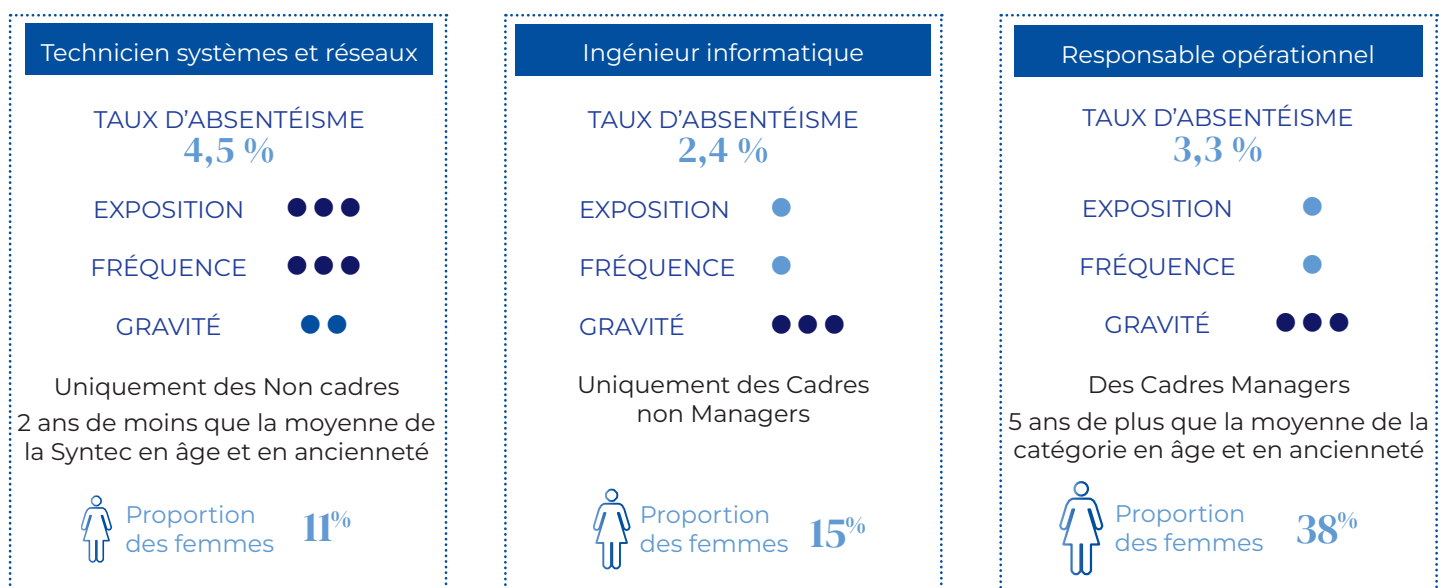 Technicien systèmes et réseaux
TAUX D’ABSENTÉISME
4,5 %
EXPOSITION
FRÉQUENCE
GRAVITÉ
Uniquement des Non cadres
2 ans de moins que la moyenne de
la Syntec en âge et en ancienneté
Proportion
des femmes
11%
Ingénieur informatique
TAUX D’ABSENTÉISME
2,4 %
EXPOSITION
FRÉQUENCE
GRAVITÉ
Uniquement des Cadres
non Managers
Proportion
des femmes
15%
Responsable opérationnel
TAUX D’ABSENTÉISME
3,3 %
EXPOSITION
FRÉQUENCE
GRAVITÉ
Des Cadres Managers
5 ans de plus que la moyenne de la
catégorie en âge et en ancienneté
Proportion
des femmes
38%